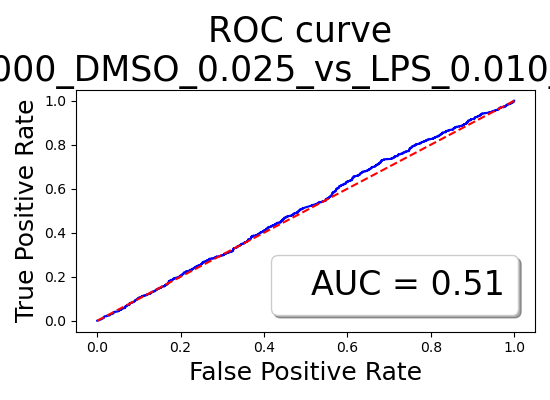 ROC curve
000_DMSO_0.025_vs_LPS_0.010_
True Positive Rate
1.0
0.8
0.6
0.4
0.2
0.0
AUC = 0.51
0.0 0.2 0.4 0.6 0.8 1.0
False Positive Rate